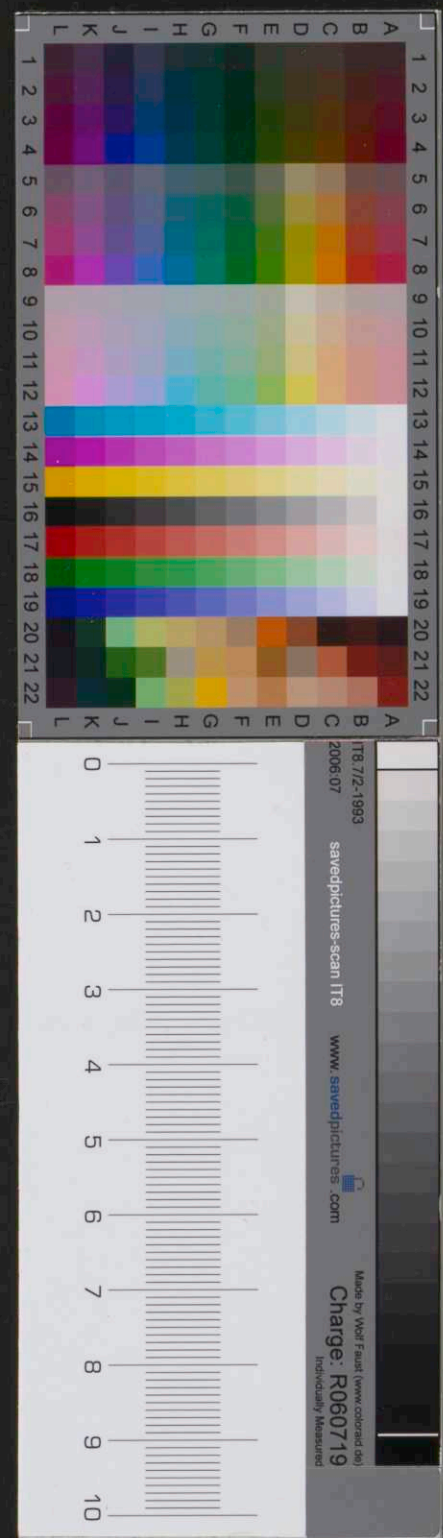 L K J I H G F E D C B A
1 2 3 4 5 6 7 8 9 10 11 12 13 14 15 16 17 18 19 20 21 22
1 2 3 4 5 6 7 8 9 10 11 12 13 14 15 16 17 18 19 20 21 22
L K J I H G F E D C B A
IT8.7/2-1993
2006:07
savedpictures-scan IT8
www.savedpictures.com
Made by Wolf Faust (www.coloraid.de)
Charge: R060719
Individually Measured
0 1 2 3 4 5 6 7 8 9 10